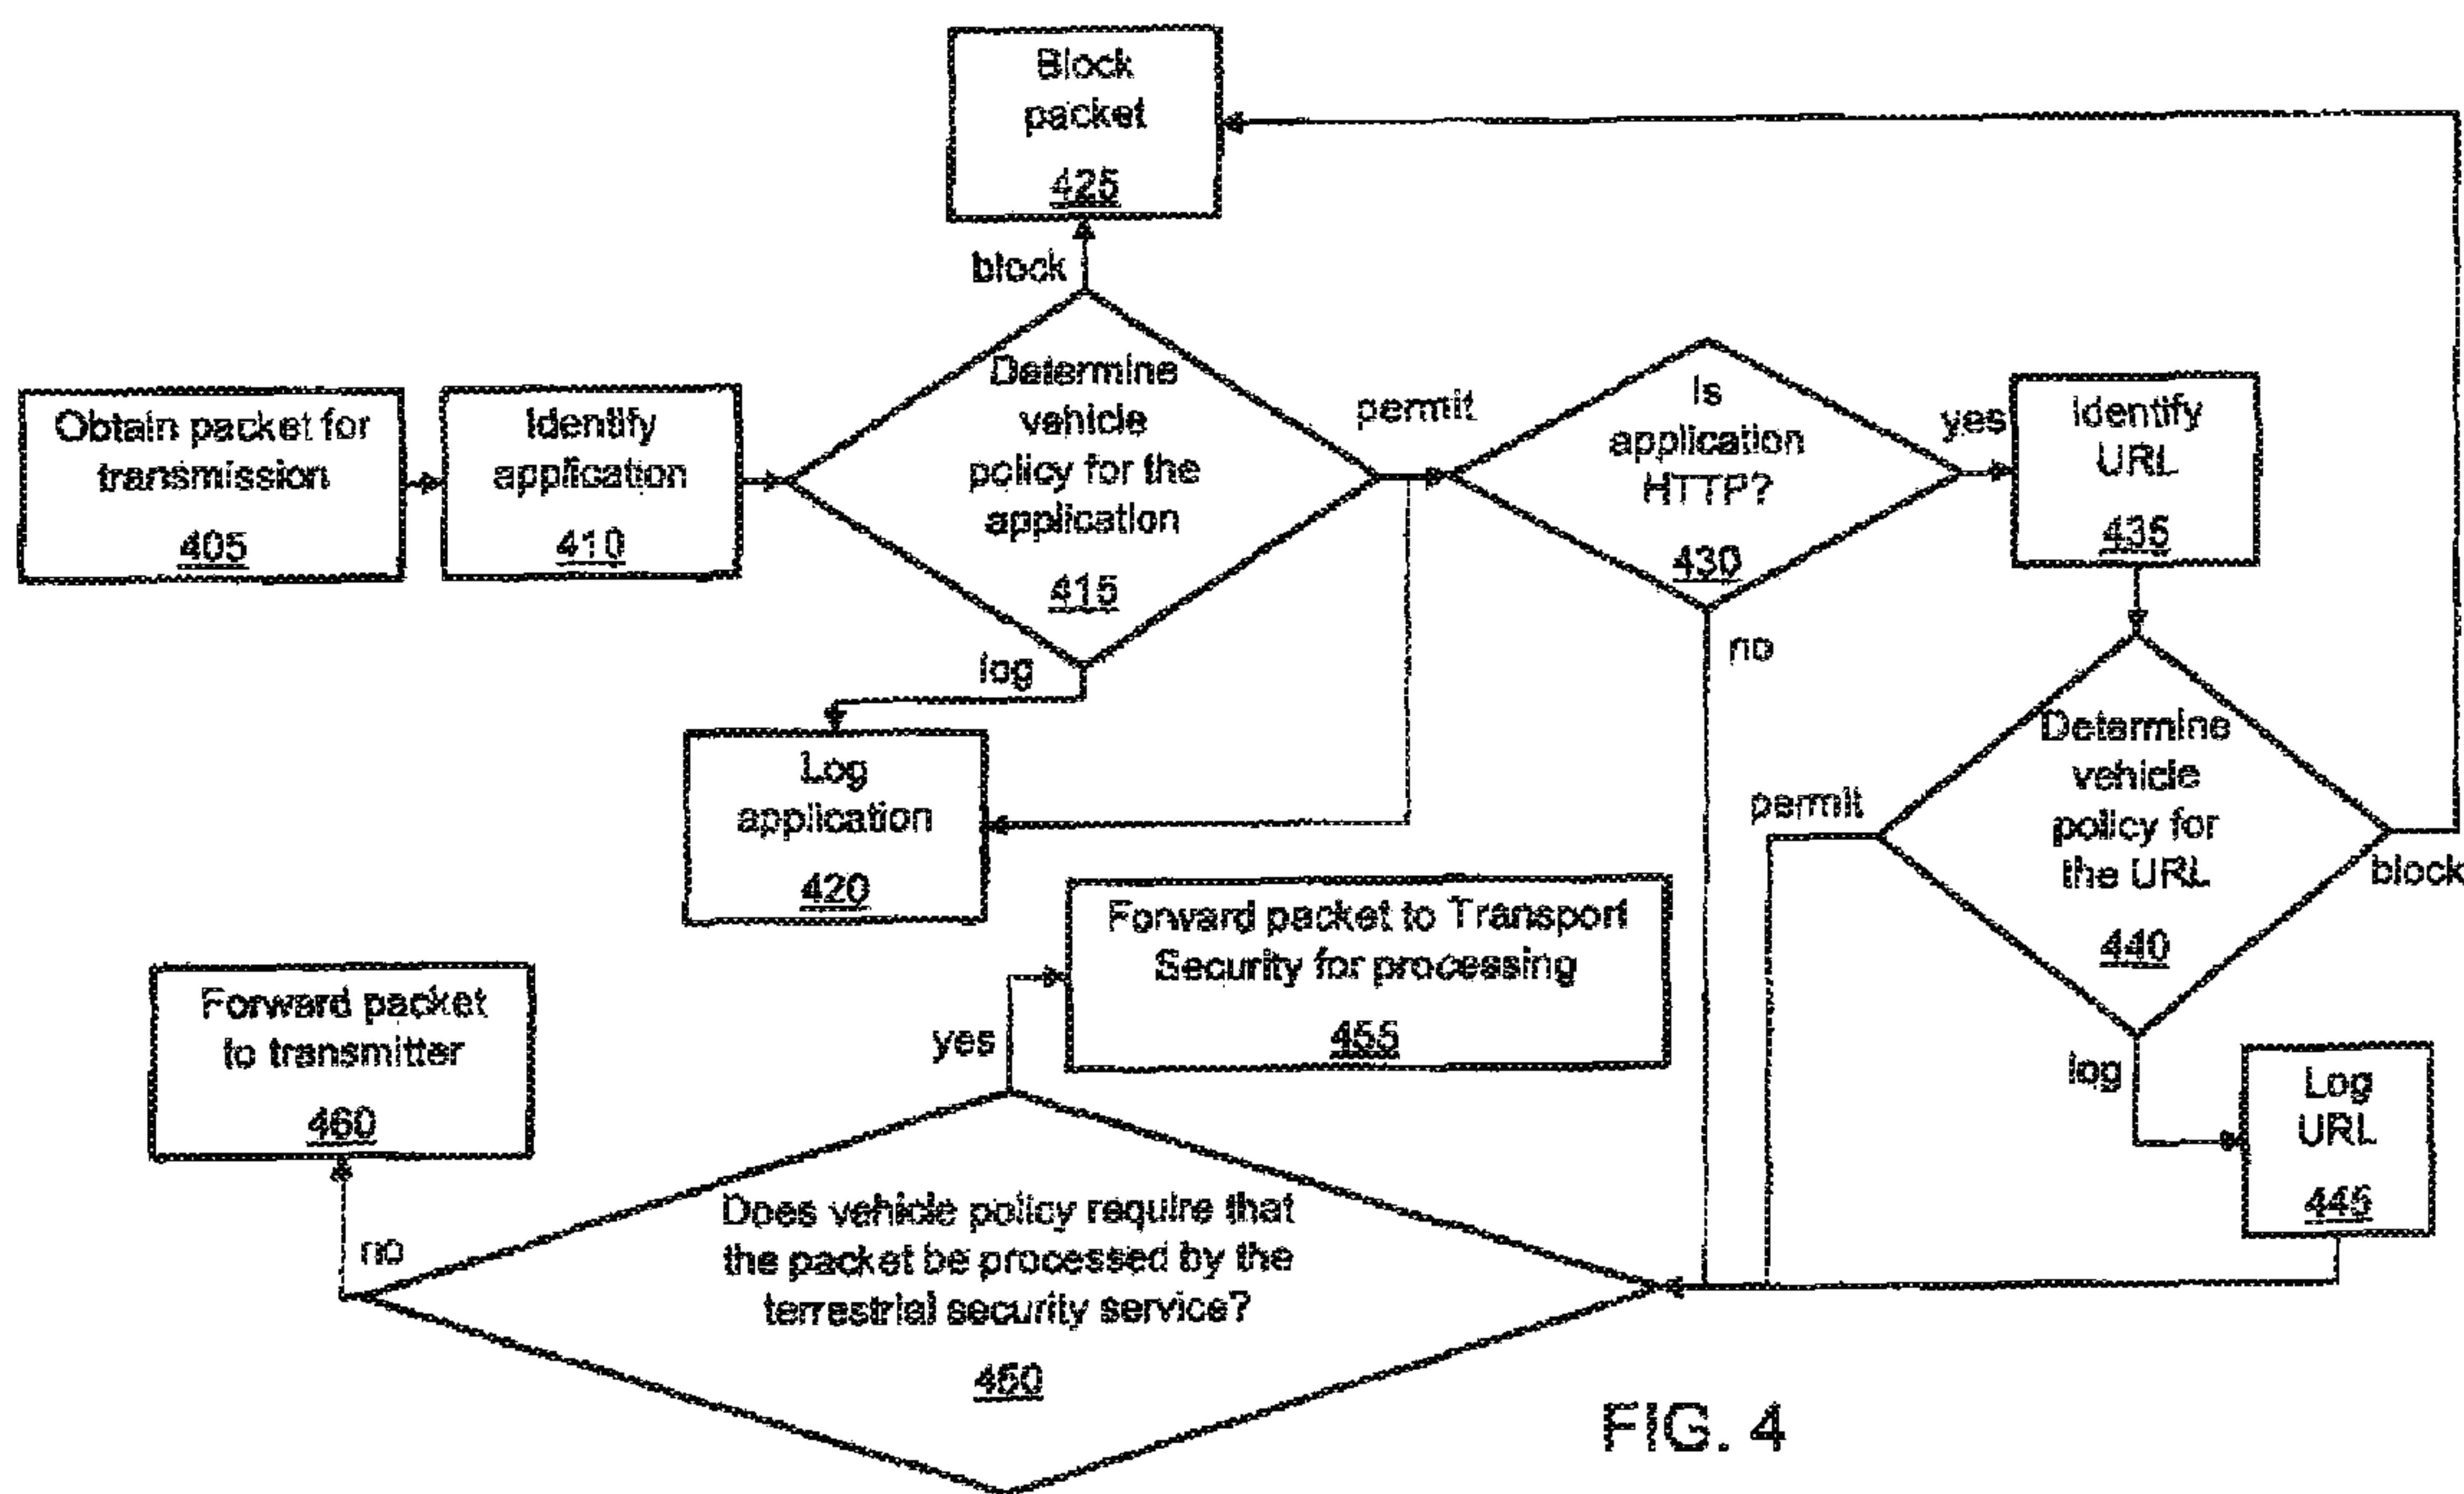 Block
packet
425
block
Obtain packet for
transmission
405
Identify
application
410
Determine
vehicle
policy for the
application
415
permit
Is
application
HTTP?
430
yes
Identify
URL
435
log
no
Log
application
420
Determine
vehicle
policy for
the URL
440
permit
block
log
Log
URL
445
Forward packet to Transport
Security for processing
455
yes
Forward packet
to transmitter
460
no
Does vehicle policy require that
the packet be processed by the
terrestrial security service?
450
FIG. 4